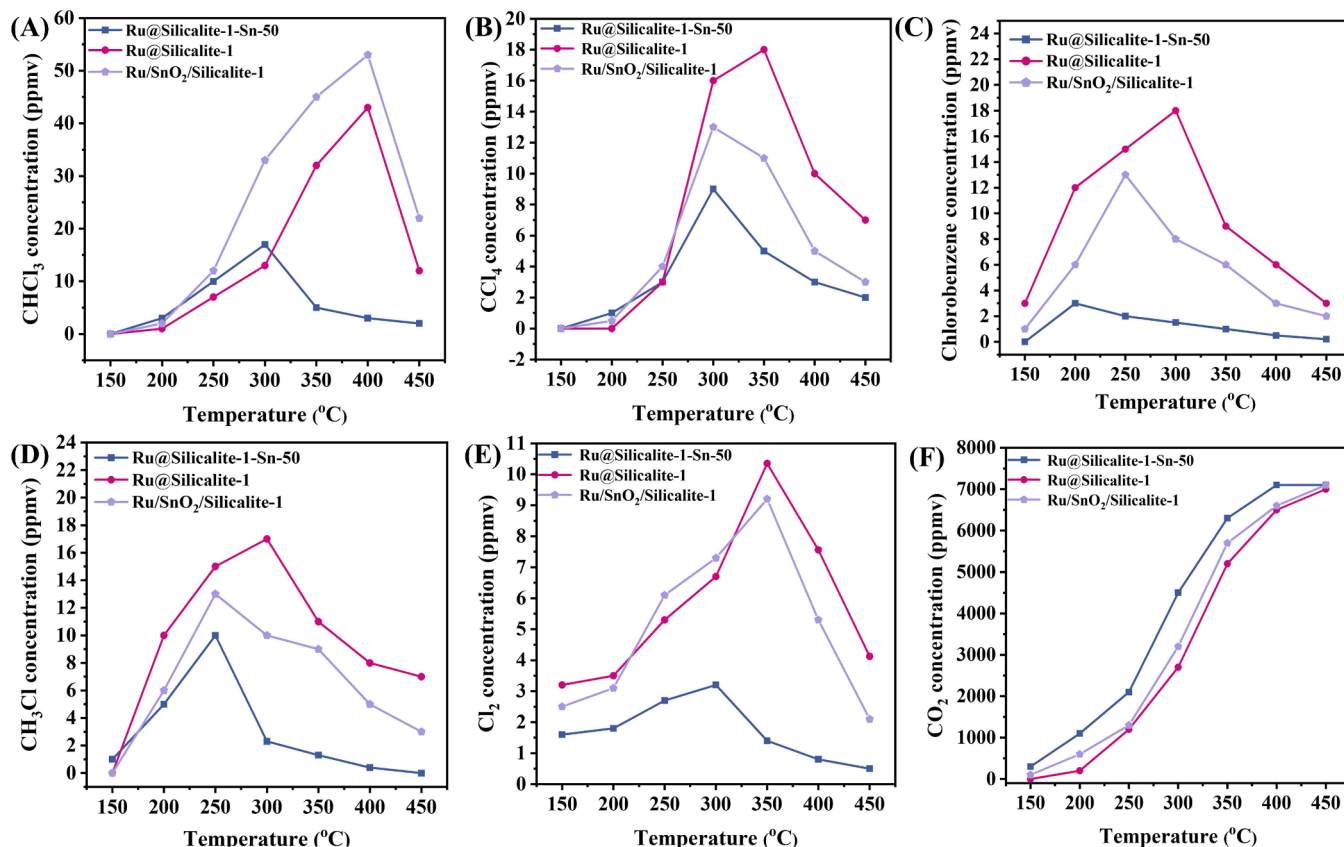 (A)
Ru@Silicalite-1-Sn-50
Ru@Silicalite-1
Ru/SnO₂/Silicalite-1
CHCl₃ concentration (ppmv)
60
50
40
30
20
10
0
150 200 250 300 350 400 450
Temperature (°C)
(B)
Ru@Silicalite-1-Sn-50
Ru@Silicalite-1
Ru/SnO₂/Silicalite-1
CCl₄ concentration (ppmv)
20
18
16
14
12
10
8
6
4
2
0
-2
150 200 250 300 350 400 450
Temperature (°C)
(C)
Ru@Silicalite-1-Sn-50
Ru@Silicalite-1
Ru/SnO₂/Silicalite-1
Chlorobenzene concentration (ppmv)
24
22
20
18
16
14
12
10
8
6
4
2
0
150 200 250 300 350 400 450
Temperature (°C)
(D)
Ru@Silicalite-1-Sn-50
Ru@Silicalite-1
Ru/SnO₂/Silicalite-1
CH₃Cl concentration (ppmv)
24
22
20
18
16
14
12
10
8
6
4
2
0
150 200 250 300 350 400 450
Temperature (°C)
(E)
Ru@Silicalite-1-Sn-50
Ru@Silicalite-1
Ru/SnO₂/Silicalite-1
Cl₂ concentration (ppmv)
11
10
9
8
7
6
5
4
3
2
1
0
150 200 250 300 350 400 450
Temperature (°C)
(F)
Ru@Silicalite-1-Sn-50
Ru@Silicalite-1
Ru/SnO₂/Silicalite-1
CO₂ concentration (ppmv)
8000
7000
6000
5000
4000
3000
2000
1000
0
150 200 250 300 350 400 450
Temperature (°C)